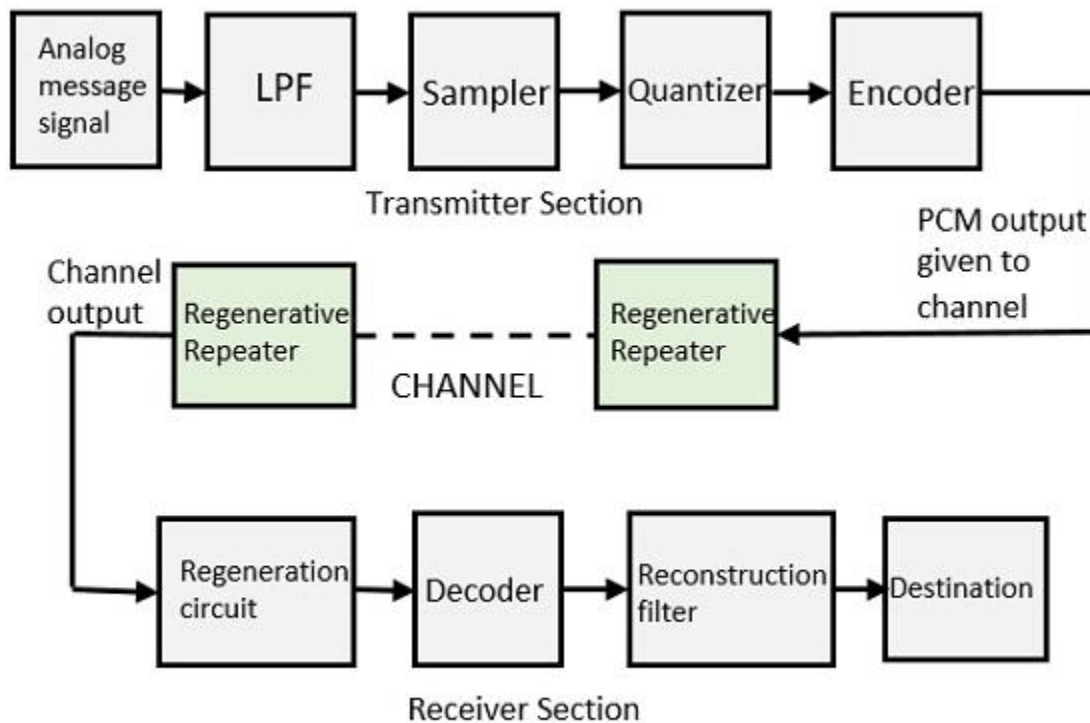 Analog
message
signal
LPF
Sampler
Quantizer
Encoder
Transmitter Section
PCM output
given to
channel
Channel
output
Regenerative
Repeater
CHANNEL
Regenerative
Repeater
Regeneration
circuit
Decoder
Reconstruction
filter
Destination
Receiver Section